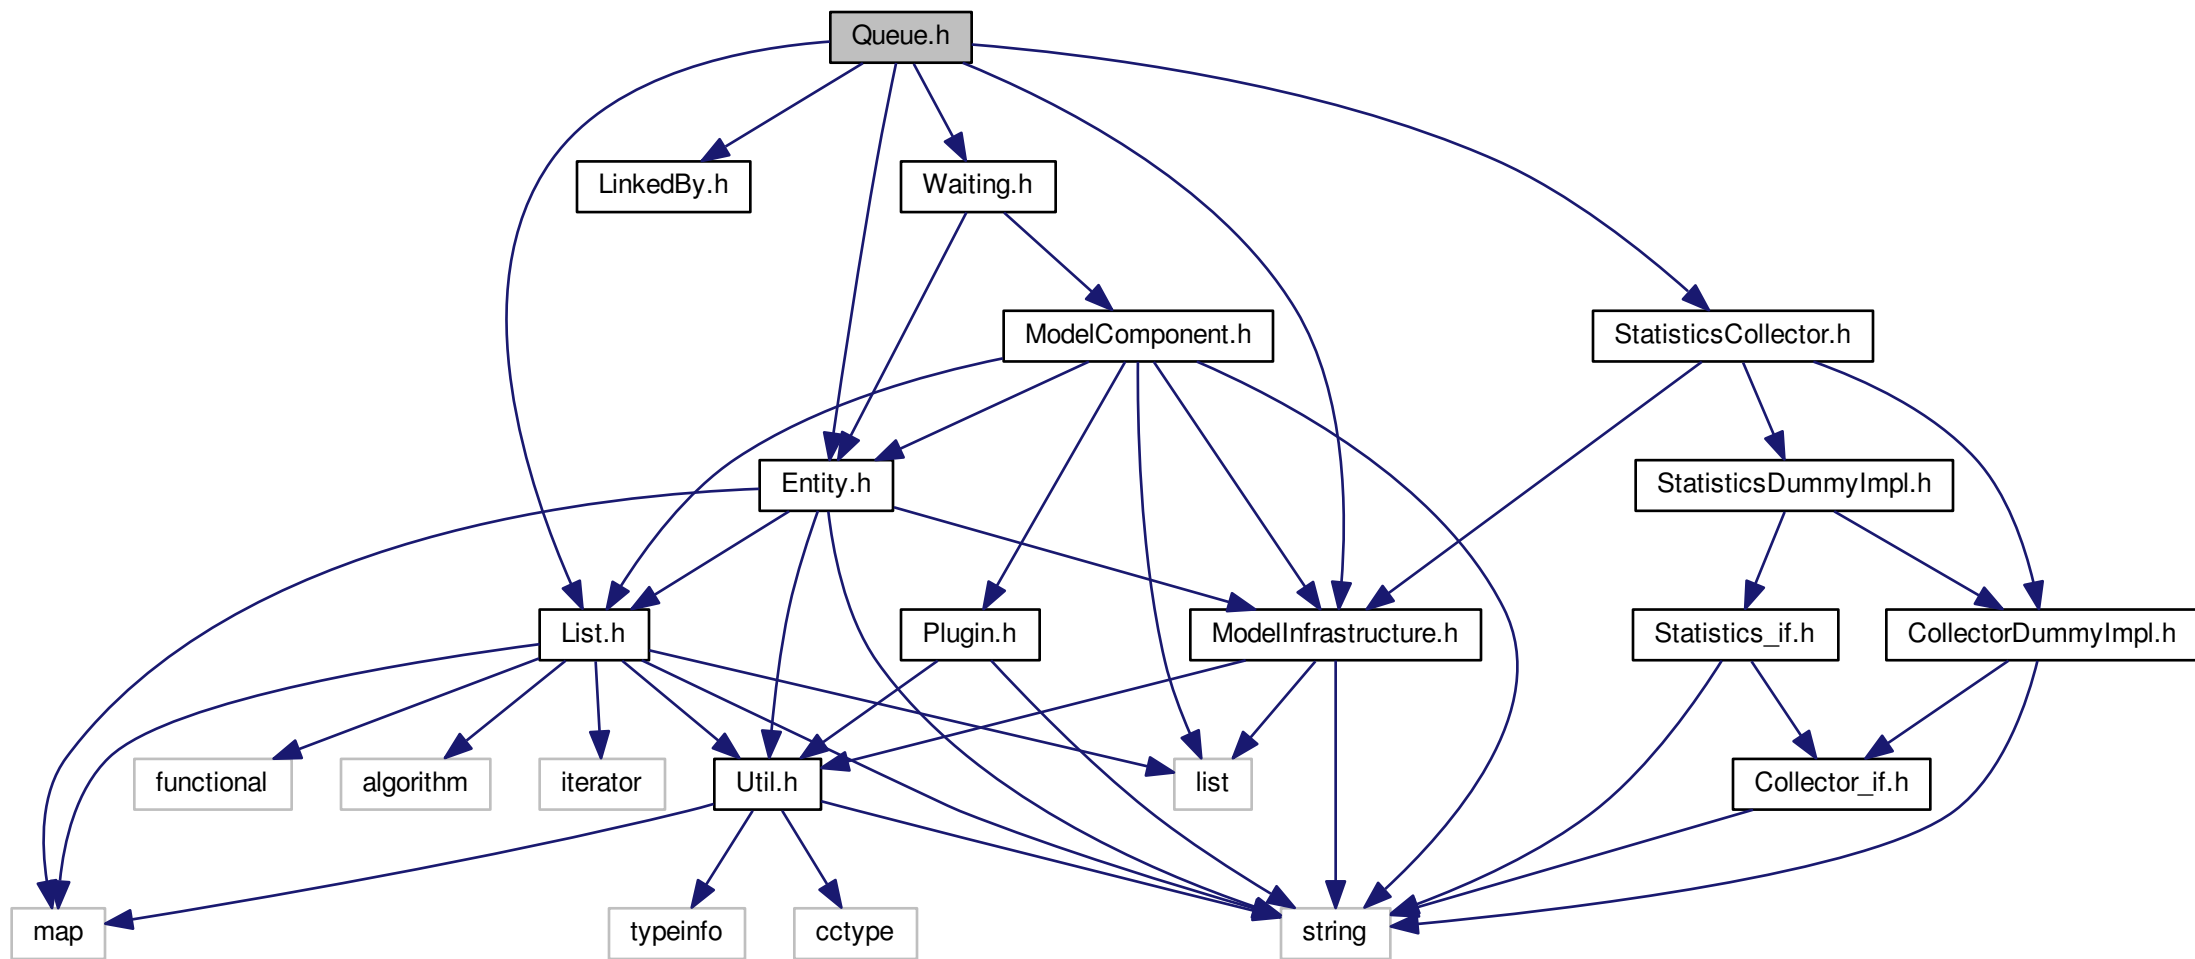 Queue.h
LinkedBy.h
Waiting.h
ModelComponent.h
StatisticsCollector.h
Entity.h
StatisticsDummyImpl.h
List.h
Plugin.h
ModelInfrastructure.h
Statistics_if.h
CollectorDummyImpl.h
functional
algorithm
iterator
Util.h
list
Collector_if.h
map
typeinfo
cctype
string